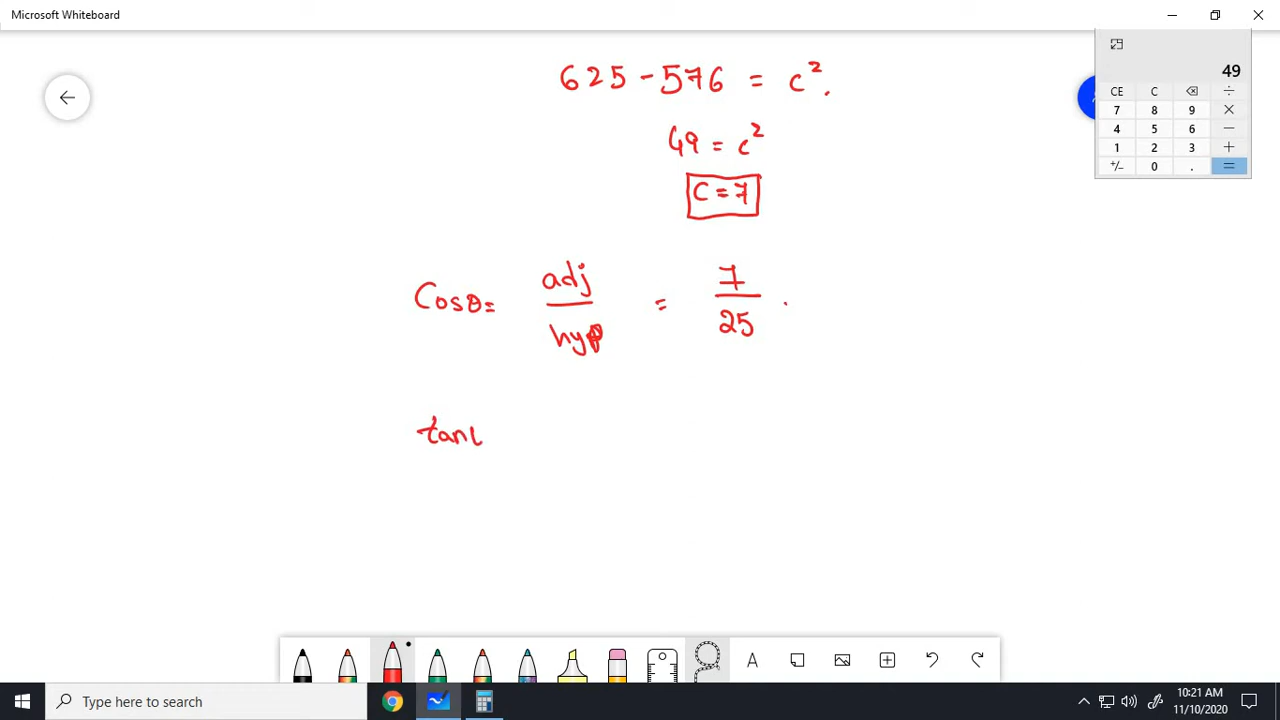 Microsoft Whiteboard
625 - 576 = c².
49 = c²
C = 7
Cosθ = adj/hyp = 7/25
tan
49
CE C ⌫ ÷
7 8 9 ×
4 5 6 −
1 2 3 +
+/− 0 . =
A
Type here to search
10:21 AM
11/10/2020